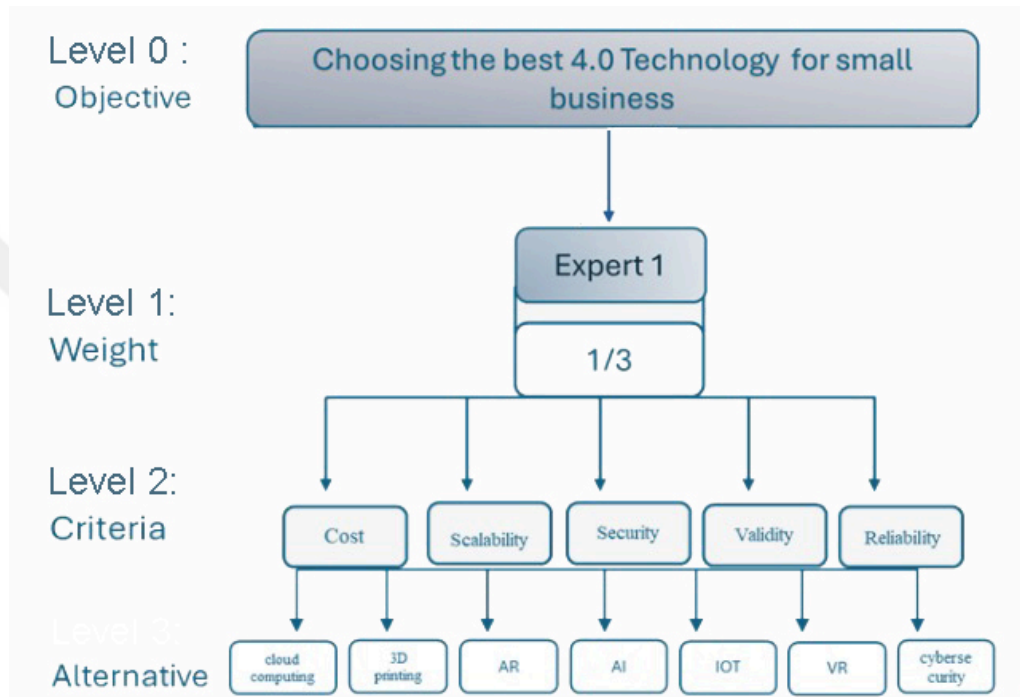 Level 0 :
Objective
Choosing the best 4.0 Technology for small
business
Expert 1
Level 1:
Weight
1/3
Level 2:
Criteria
Cost
Scalability
Security
Validity
Reliability
Level 3:
Alternative
cloud
computing
3D
printing
AR
AI
IOT
VR
cyberse
curity